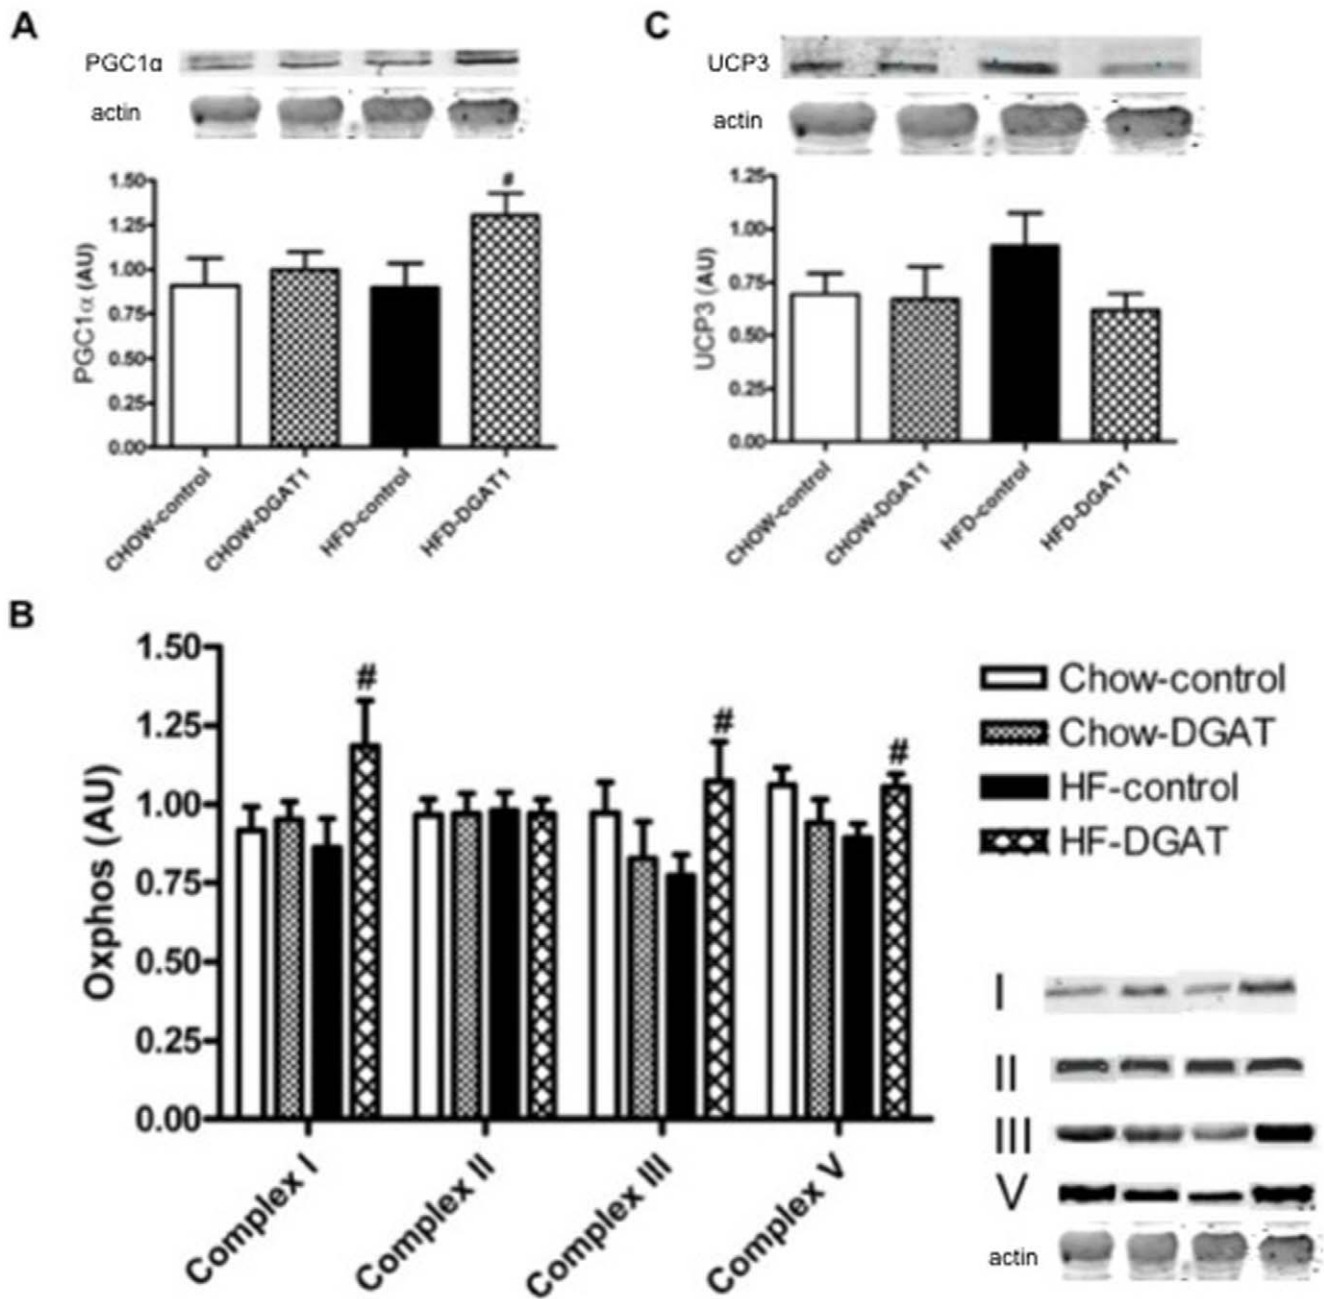 A
PGC1α
actin
#
1.50
1.25
1.00
0.75
0.50
0.25
0.00
PGC1α (AU)
CHOW-control
CHOW-DGAT1
HFD-control
HFD-DGAT1
C
UCP3
actin
1.25
1.00
0.75
0.50
0.25
0.00
UCP3 (AU)
CHOW-control
CHOW-DGAT1
HFD-control
HFD-DGAT1
B
1.50
1.25
1.00
0.75
0.50
0.25
0.00
Oxphos (AU)
#
#
#
Complex I
Complex II
Complex III
Complex V
Chow-control
Chow-DGAT
HF-control
HF-DGAT
I
II
III
V
actin